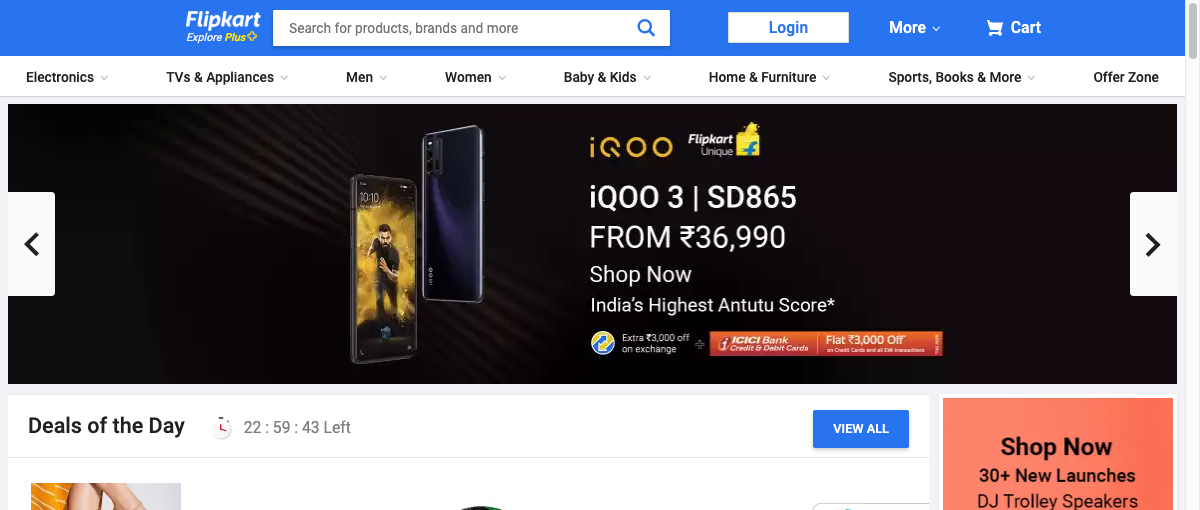 Flipkart
Explore Plus
Search for products, brands and more
Login
More
Cart
Electronics
TVs & Appliances
Men
Women
Baby & Kids
Home & Furniture
Sports, Books & More
Offer Zone
iQOO
Flipkart
Unique
10:10
iQOO 3 | SD865
FROM ₹36,990
Shop Now
India's Highest Antutu Score*
Extra ₹3,000 off
on exchange
+
ICICI Bank
Credit & Debit Cards
Flat ₹3,000 Off*
on Credit Cards and all EMI transactions
Deals of the Day
22 : 59 : 43 Left
VIEW ALL
Shop Now
30+ New Launches
DJ Trolley Speakers